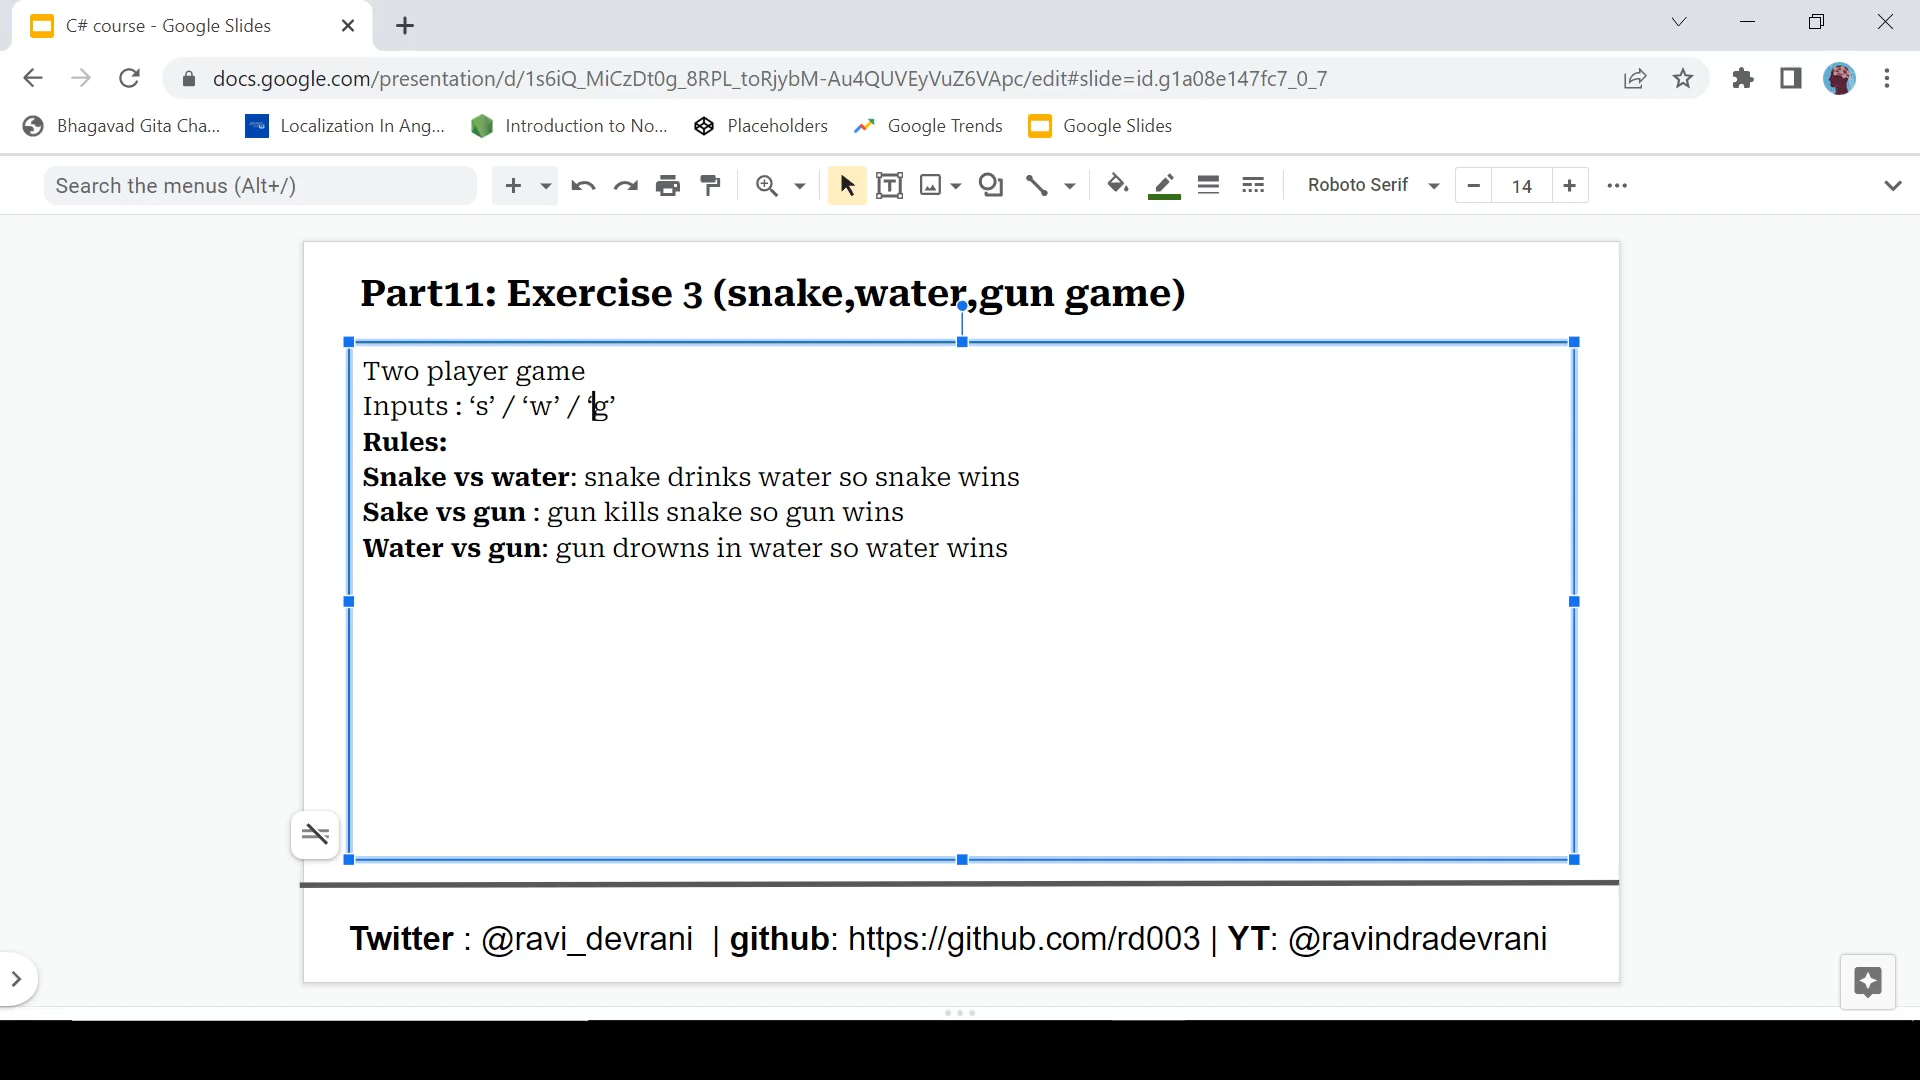 C# course - Google Slides
docs.google.com/presentation/d/1s6iQ_MiCzDt0g_8RPL_toRjybM-Au4QUVEyVuZ6VApc/edit#slide=id.g1a08e147fc7_0_7
Bhagavad Gita Cha... Localization In Ang... Introduction to No... Placeholders Google Trends Google Slides
Search the menus (Alt+/) Roboto Serif 14
Part11: Exercise 3 (snake,water,gun game)
Two player game
Inputs : ‘s’ / ‘w’ / ‘g’
Rules:
Snake vs water: snake drinks water so snake wins
Sake vs gun : gun kills snake so gun wins
Water vs gun: gun drowns in water so water wins
Twitter : @ravi_devrani | github: https://github.com/rd003 | YT: @ravindradevrani